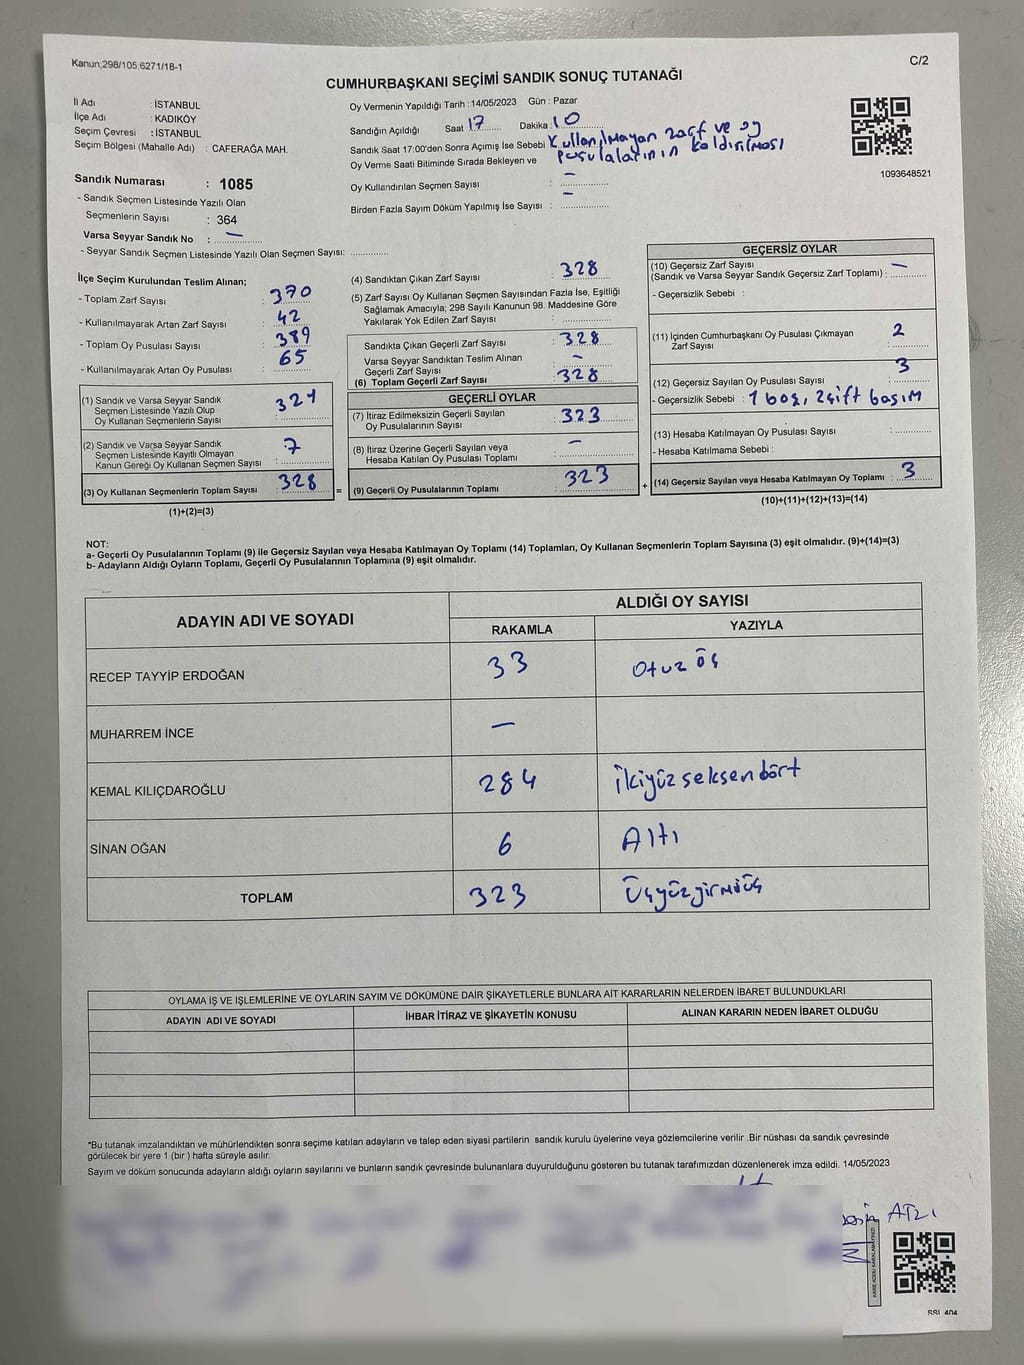 Kanun;298/105;6271/18-1
C/2
CUMHURBAŞKANI SEÇİMİ SANDIK SONUÇ TUTANAĞI
İl Adı : İSTANBUL
İlçe Adı : KADIKÖY
Seçim Çevresi : İSTANBUL
Seçim Bölgesi (Mahalle Adı) : CAFERAĞA MAH.
Oy Vermenin Yapıldığı Tarih : 14/05/2023 Gün : Pazar
Sandığın Açıldığı Saat 17 Dakika : 10
Sandık Saat 17:00'den Sonra Açımış İse Sebebi Kullanılmayan zarf ve oy
pusulalarının kaldırılması
Oy Verme Saati Bitiminde Sırada Bekleyen ve
Oy Kullandırılan Seçmen Sayısı : –
Birden Fazla Sayım Döküm Yapılmış İse Sayısı : –
1093648521
Sandık Numarası : 1085
- Sandık Seçmen Listesinde Yazılı Olan
Seçmenlerin Sayısı : 364
Varsa Seyyar Sandık No : –
- Seyyar Sandık Seçmen Listesinde Yazılı Olan Seçmen Sayısı:
İlçe Seçim Kurulundan Teslim Alınan;
- Toplam Zarf Sayısı : 370
- Kullanılmayarak Artan Zarf Sayısı : 42
- Toplam Oy Pusulası Sayısı : 389
- Kullanılmayarak Artan Oy Pusulası : 65
(1) Sandık ve Varsa Seyyar Sandık
Seçmen Listesinde Yazılı Olup
Oy Kullanan Seçmenlerin Sayısı : 321
(2) Sandık ve Varsa Seyyar Sandık
Seçmen Listesinde Kayıtlı Olmayan
Kanun Gereği Oy Kullanan Seçmen Sayısı : 7
(3) Oy Kullanan Seçmenlerin Toplam Sayısı : 328
(1)+(2)=(3)
=
(4) Sandıktan Çıkan Zarf Sayısı : 328
(5) Zarf Sayısı Oy Kullanan Seçmen Sayısından Fazla İse, Eşitliği
Sağlamak Amacıyla; 298 Sayılı Kanunun 98. Maddesine Göre
Yakılarak Yok Edilen Zarf Sayısı :
Sandıkta Çıkan Geçerli Zarf Sayısı : 328
Varsa Seyyar Sandıktan Teslim Alınan
Geçerli Zarf Sayısı : –
(6) Toplam Geçerli Zarf Sayısı : 328
GEÇERLİ OYLAR
(7) İtiraz Edilmeksizin Geçerli Sayılan
Oy Pusulalarının Sayısı : 323
(8) İtiraz Üzerine Geçerli Sayılan veya
Hesaba Katılan Oy Pusulası Toplamı : –
(9) Geçerli Oy Pusulalarının Toplamı : 323
+
GEÇERSİZ OYLAR
(10) Geçersiz Zarf Sayısı
(Sandık ve Varsa Seyyar Sandık Geçersiz Zarf Toplamı) : –
- Geçersizlik Sebebi :
(11) İçinden Cumhurbaşkanı Oy Pusulası Çıkmayan
Zarf Sayısı : 2
(12) Geçersiz Sayılan Oy Pusulası Sayısı : 3
- Geçersizlik Sebebi : 1 boş, 2 çift basım
(13) Hesaba Katılmayan Oy Pusulası Sayısı :
- Hesaba Katılmama Sebebi :
(14) Geçersiz Sayılan veya Hesaba Katılmayan Oy Toplamı : 3
(10)+(11)+(12)+(13)=(14)
NOT:
a- Geçerli Oy Pusulalarının Toplamı (9) ile Geçersiz Sayılan veya Hesaba Katılmayan Oy Toplamı (14) Toplamları, Oy Kullanan Seçmenlerin Toplam Sayısına (3) eşit olmalıdır. (9)+(14)=(3)
b- Adayların Aldığı Oyların Toplamı, Geçerli Oy Pusulalarının Toplamına (9) eşit olmalıdır.
ADAYIN ADI VE SOYADI ALDIĞI OY SAYISI
RAKAMLA YAZIYLA
RECEP TAYYİP ERDOĞAN 33 Otuz üç
MUHARREM İNCE –
KEMAL KILIÇDAROĞLU 284 İkiyüz seksen dört
SİNAN OĞAN 6 Altı
TOPLAM 323 Üçyüzyirmiüç
OYLAMA İŞ VE İŞLEMLERİNE VE OYLARIN SAYIM VE DÖKÜMÜNE DAİR ŞİKAYETLERLE BUNLARA AİT KARARLARIN NELERDEN İBARET BULUNDUKLARI
ADAYIN ADI VE SOYADI İHBAR İTİRAZ VE ŞİKAYETİN KONUSU ALINAN KARARIN NEDEN İBARET OLDUĞU
*Bu tutanak imzalandıktan ve mühürlendikten sonra seçime katılan adayların ve talep eden siyasi partilerin sandık kurulu üyelerine veya gözlemcilerine verilir .Bir nüshası da sandık çevresinde
görülecek bir yere 1 (bir ) hafta süreyle asılır.
Sayım ve döküm sonucunda adayların aldığı oyların sayılarını ve bunların sandık çevresinde bulunanlara duyurulduğunu gösteren bu tutanak tarafımızdan düzenlenerek imza edildi. 14/05/2023
KARE KODU KARALAMAYINIZ!